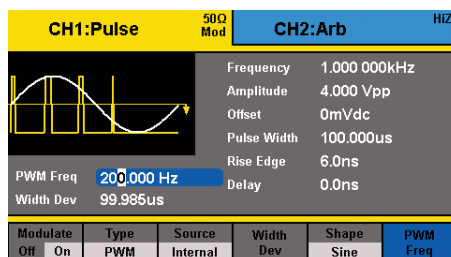 CH1:Pulse
50Ω
Mod
CH2:Arb
HiZ
Frequency 1.000 000kHz
Amplitude 4.000 Vpp
Offset 0mVdc
Pulse Width 100.000us
Rise Edge 6.0ns
Delay 0.0ns
PWM Freq 200.000 Hz
Width Dev 99.985us
Modulate Type Source Width Shape PWM
Off On PWM Internal Dev Sine Freq